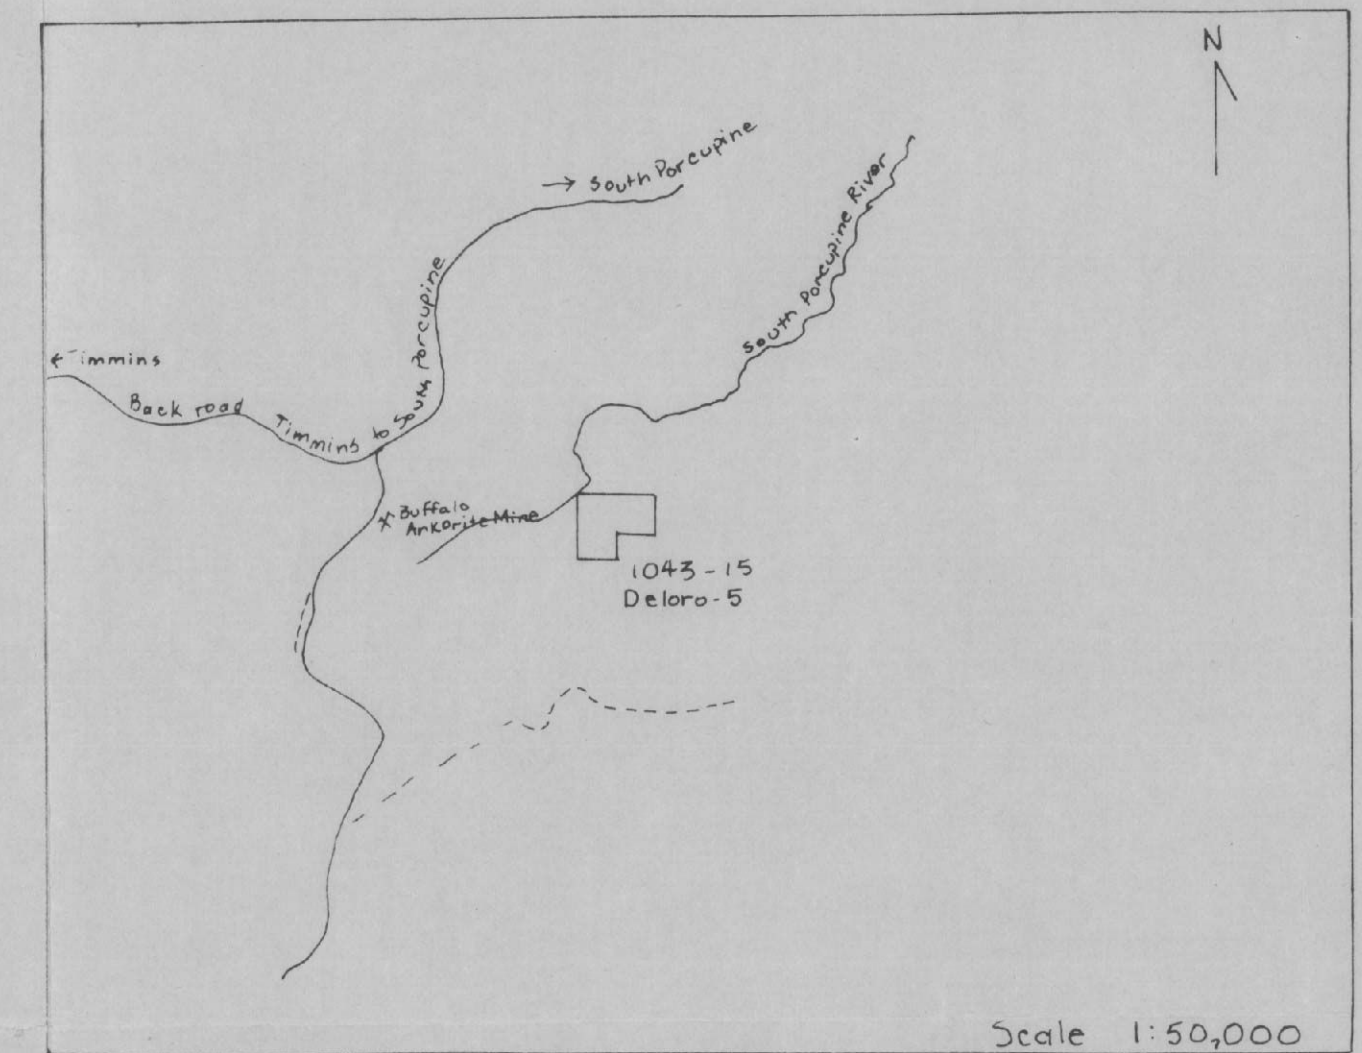 N
→ South Porcupine
South Porcupine River
← Timmins
Back road
Timmins to South Porcupine
Buffalo
Ankorite Mine
1043-15
Deloro-5
Scale 1:50,000